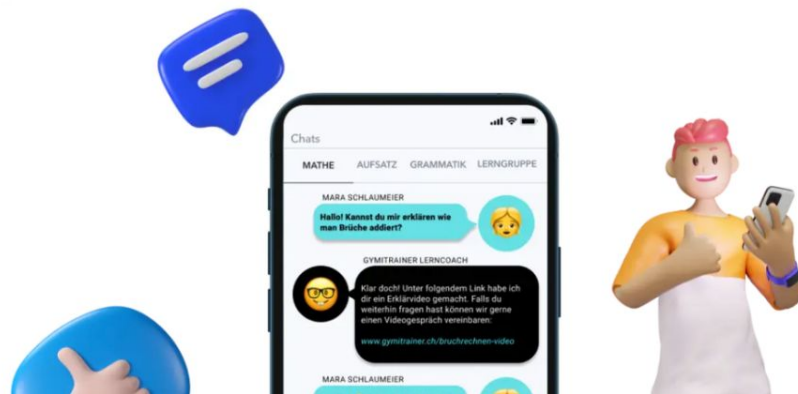 Chats
MATHE AUFSATZ GRAMMATIK LERNGRUPPE
MARA SCHLAUMEIER
Hallo! Kannst du mir erklären wie
man Brüche addiert?
GYMITRAINER LERNCOACH
Klar doch! Unter folgendem Link habe ich
dir ein Erklärvideo gemacht. Falls du
weiterhin fragen hast können wir gerne
einen Videogespräch vereinbaren:
www.gymitrainer.ch/bruchrechnen-video
MARA SCHLAUMEIER